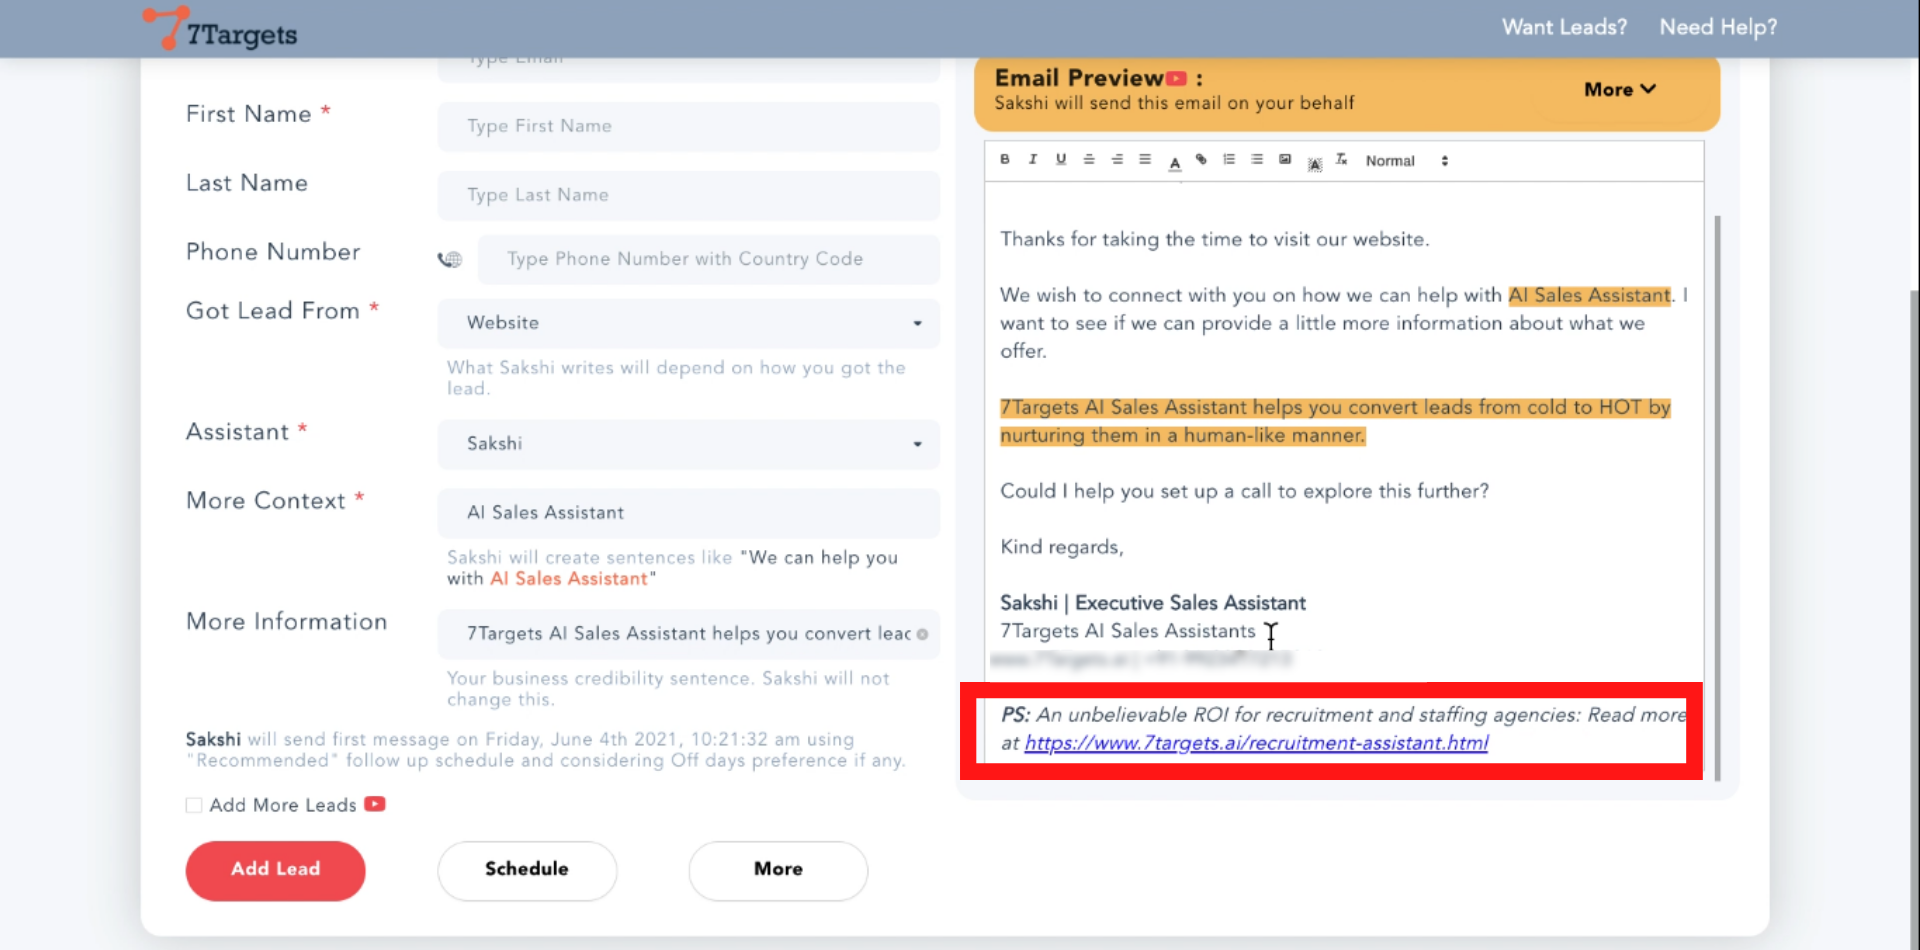 7Targets
Want Leads?
Need Help?
Type Email
First Name *
Type First Name
Last Name
Type Last Name
Phone Number
Type Phone Number with Country Code
Got Lead From *
Website
What Sakshi writes will depend on how you got the
lead.
Assistant *
Sakshi
More Context *
AI Sales Assistant
Sakshi will create sentences like "We can help you
with AI Sales Assistant"
More Information
7Targets AI Sales Assistant helps you convert leac
Your business credibility sentence. Sakshi will not
change this.
Sakshi will send first message on Friday, June 4th 2021, 10:21:32 am using
"Recommended" follow up schedule and considering Off days preference if any.
Add More Leads
Add Lead
Schedule
More
Email Preview :
Sakshi will send this email on your behalf
More
B I U A A Tx Normal
Thanks for taking the time to visit our website.
We wish to connect with you on how we can help with AI Sales Assistant. I
want to see if we can provide a little more information about what we
offer.
7Targets AI Sales Assistant helps you convert leads from cold to HOT by
nurturing them in a human-like manner.
Could I help you set up a call to explore this further?
Kind regards,
Sakshi | Executive Sales Assistant
7Targets AI Sales Assistants
PS: An unbelievable ROI for recruitment and staffing agencies: Read more
at https://www.7targets.ai/recruitment-assistant.html